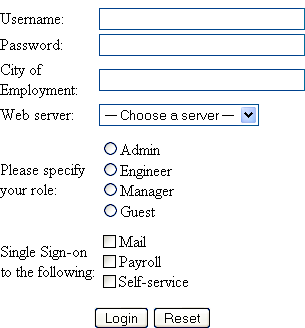 Username:
Password:
City of
Employment:
Web server:
— Choose a server —
Please specify
your role:
Admin
Engineer
Manager
Guest
Single Sign-on
to the following:
Mail
Payroll
Self-service
Login Reset